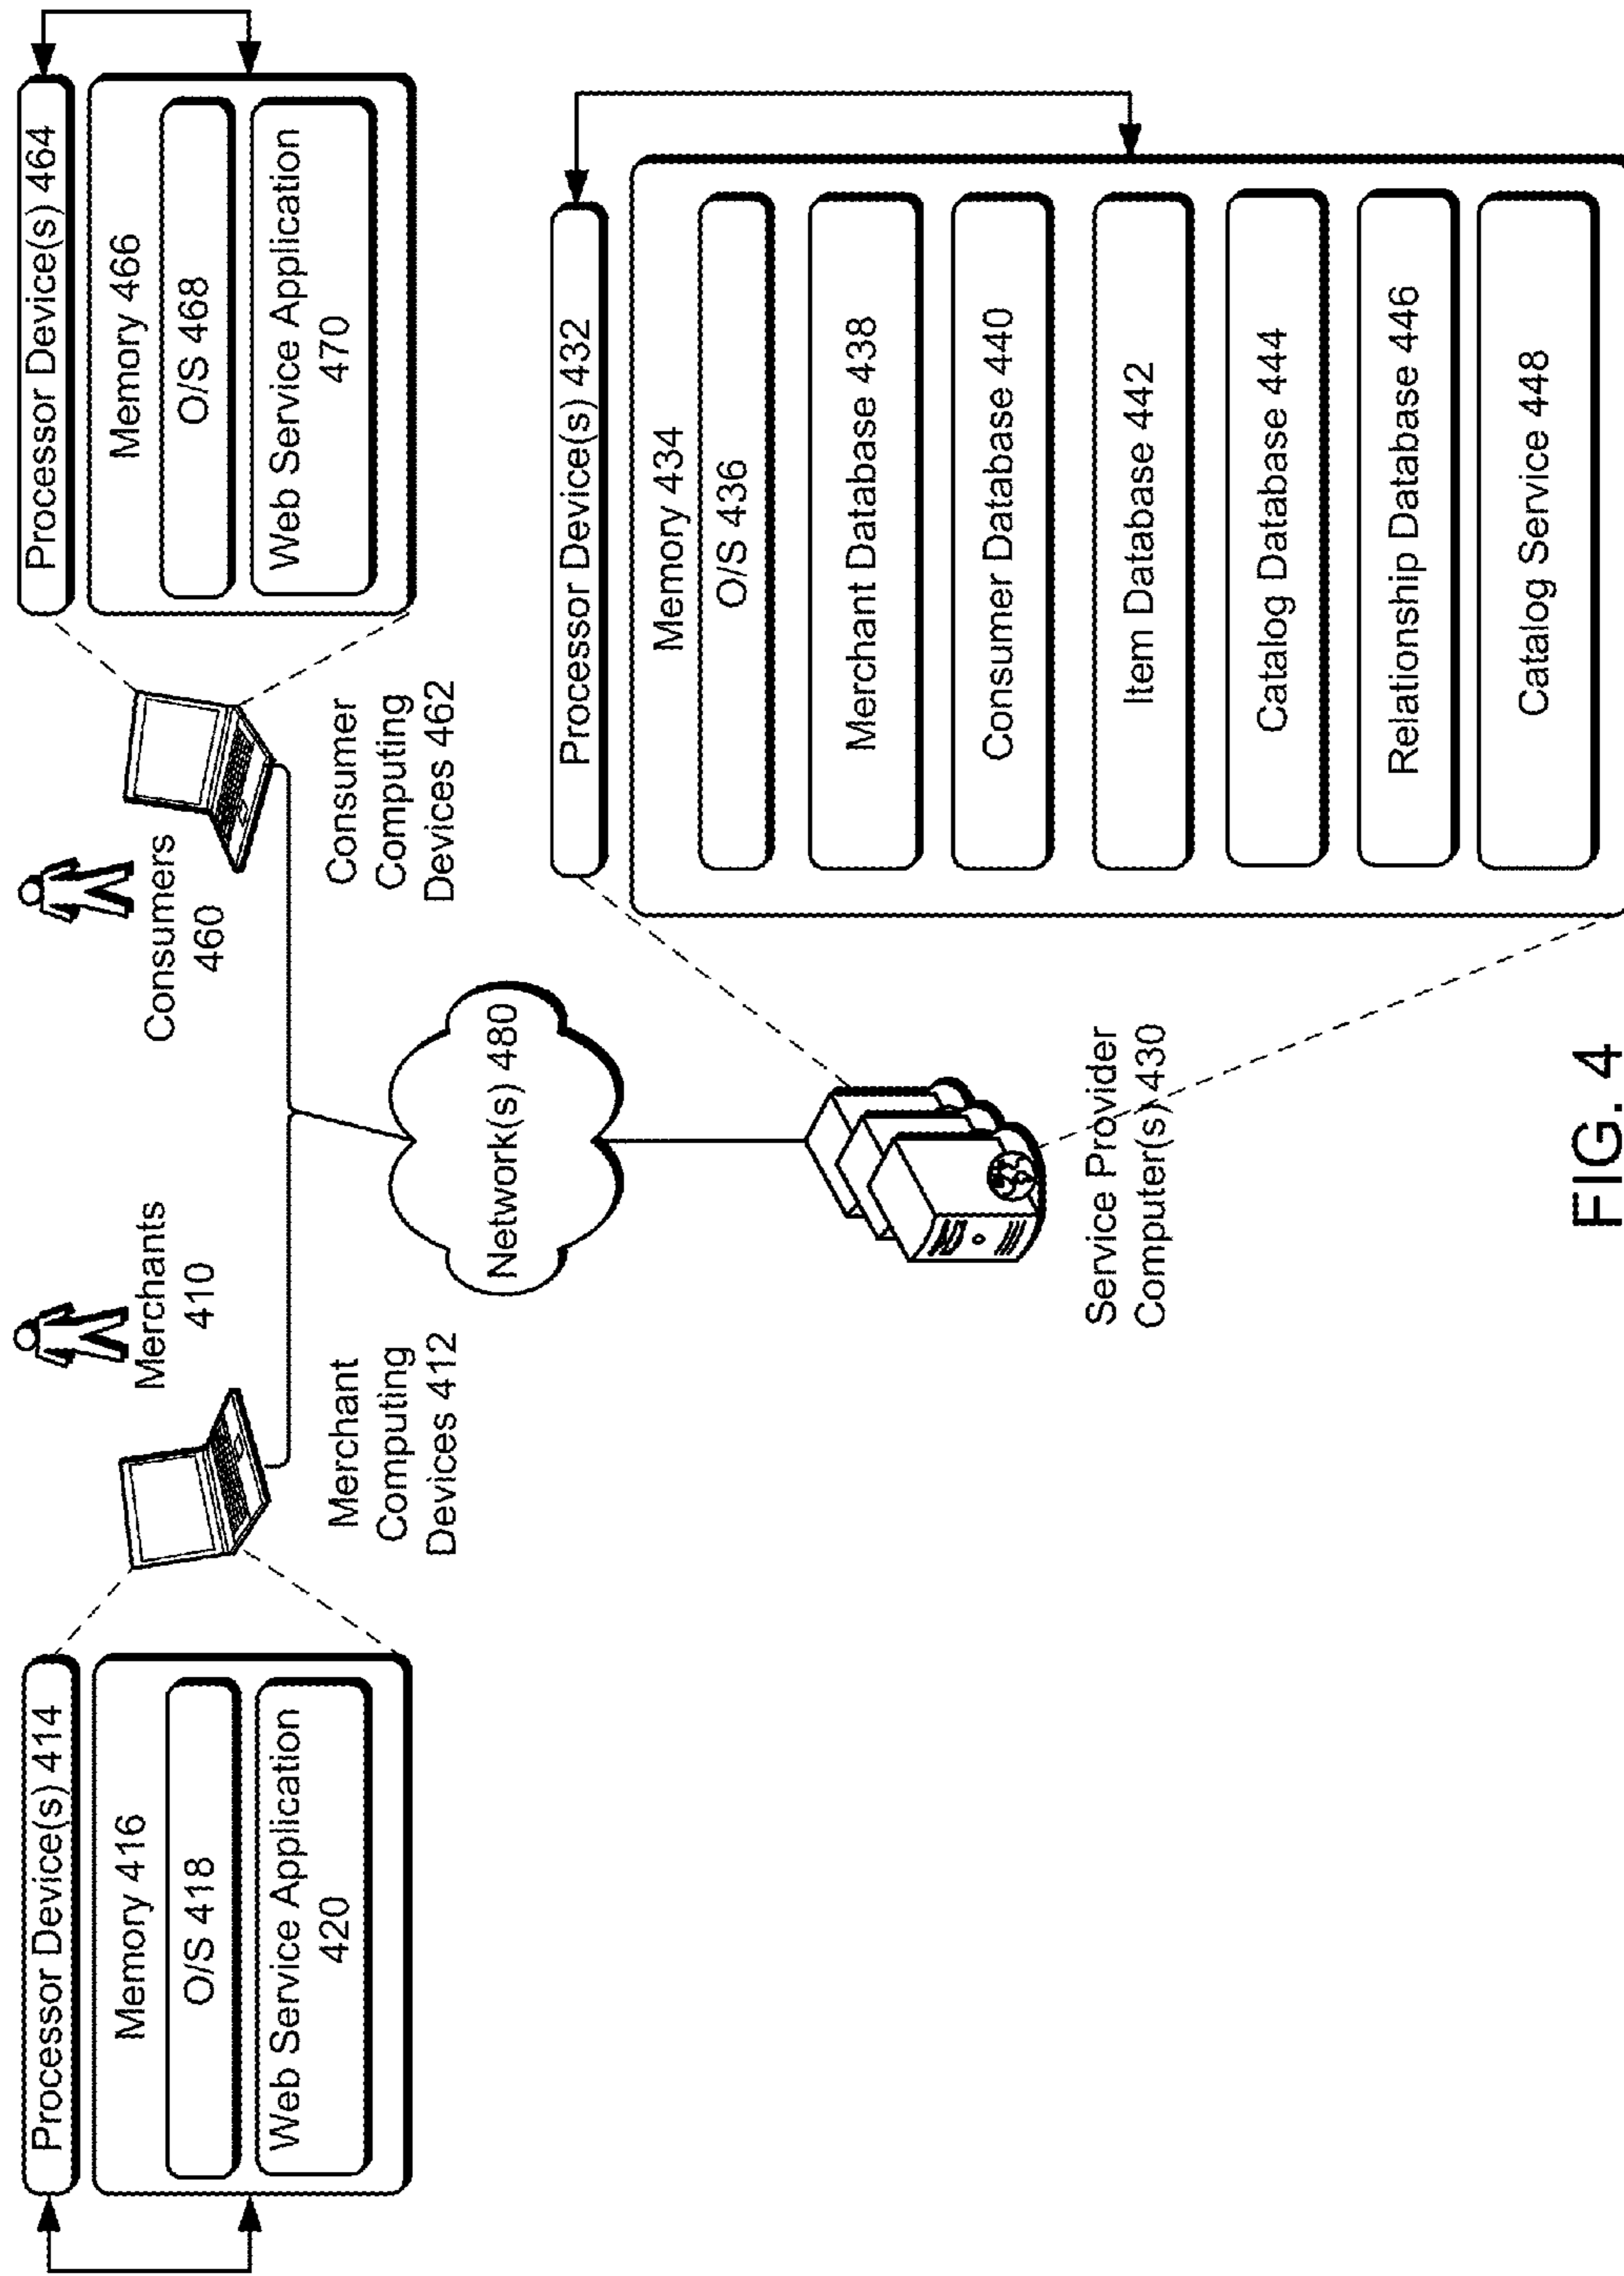 Processor Device(s) 414
Memory 416
O/S 418
Web Service Application
420
Merchants
410
Merchant
Computing
Devices 412
Consumers
460
Consumer
Computing
Devices 462
Processor Device(s) 464
Memory 466
O/S 468
Web Service Application
470
Network(s) 480
Service Provider
Computer(s) 430
Processor Device(s) 432
Memory 434
O/S 436
Merchant Database 438
Consumer Database 440
Item Database 442
Catalog Database 444
Relationship Database 446
Catalog Service 448
FIG. 4